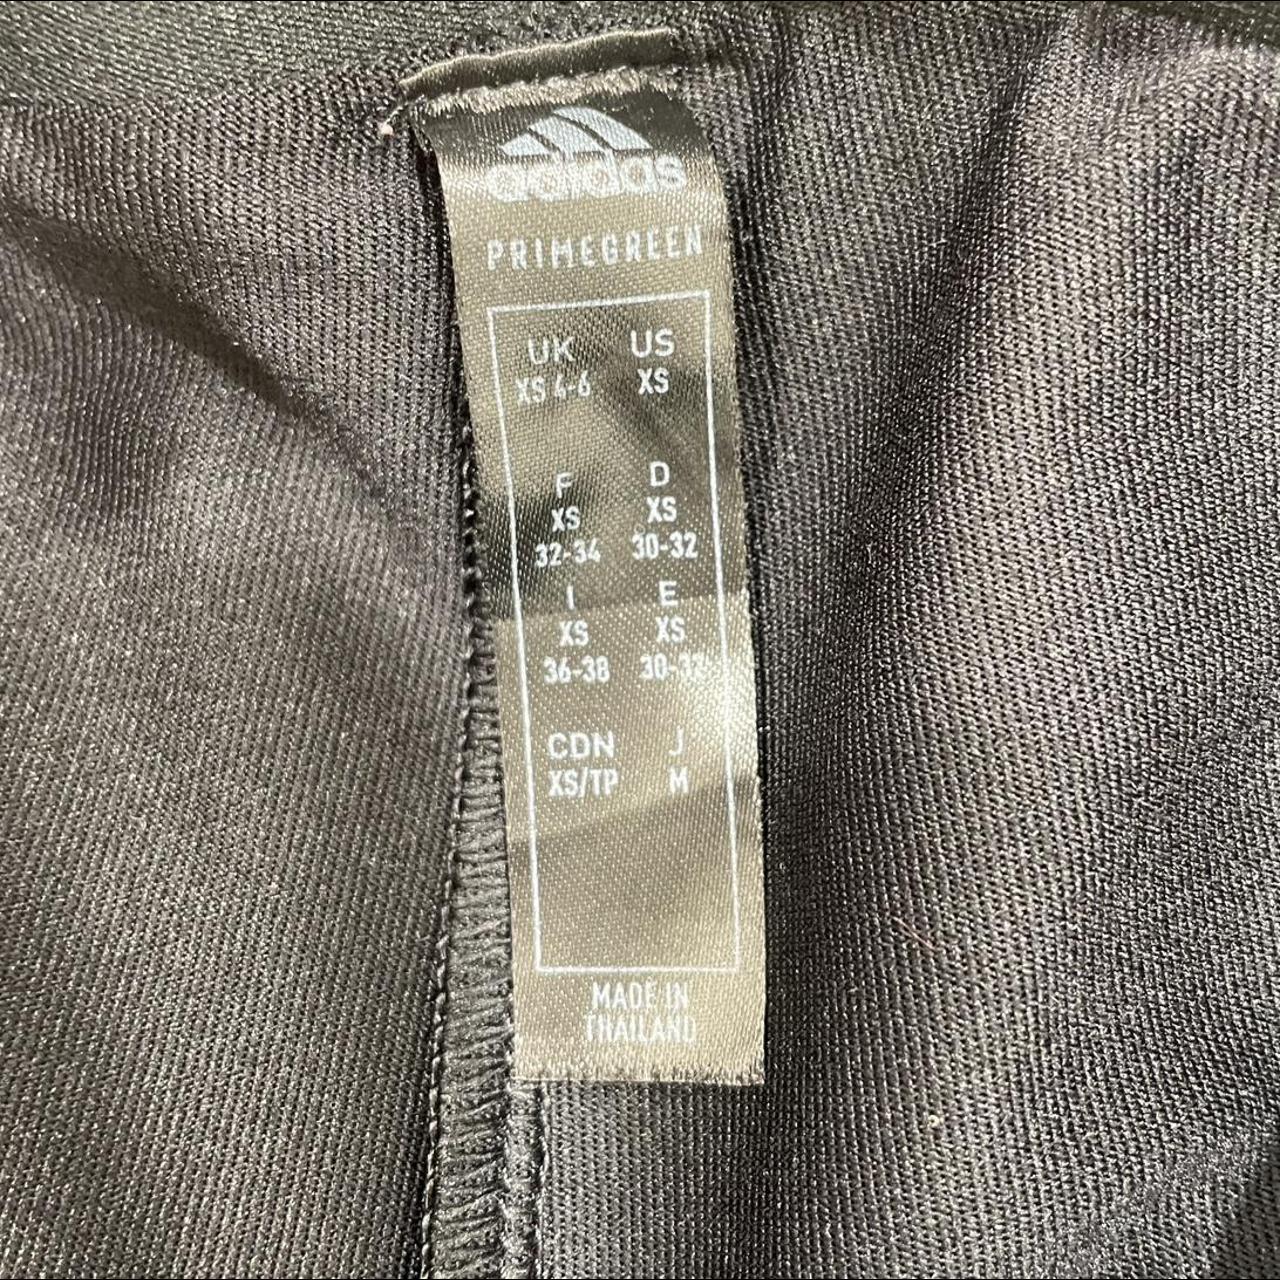 adidas
PRIMEGREEN
UK US
XS 4-6 XS
F D
XS XS
32-34 30-32
I E
XS XS
36-38 30-32
CDN J
XS/TP M
MADE IN
THAILAND